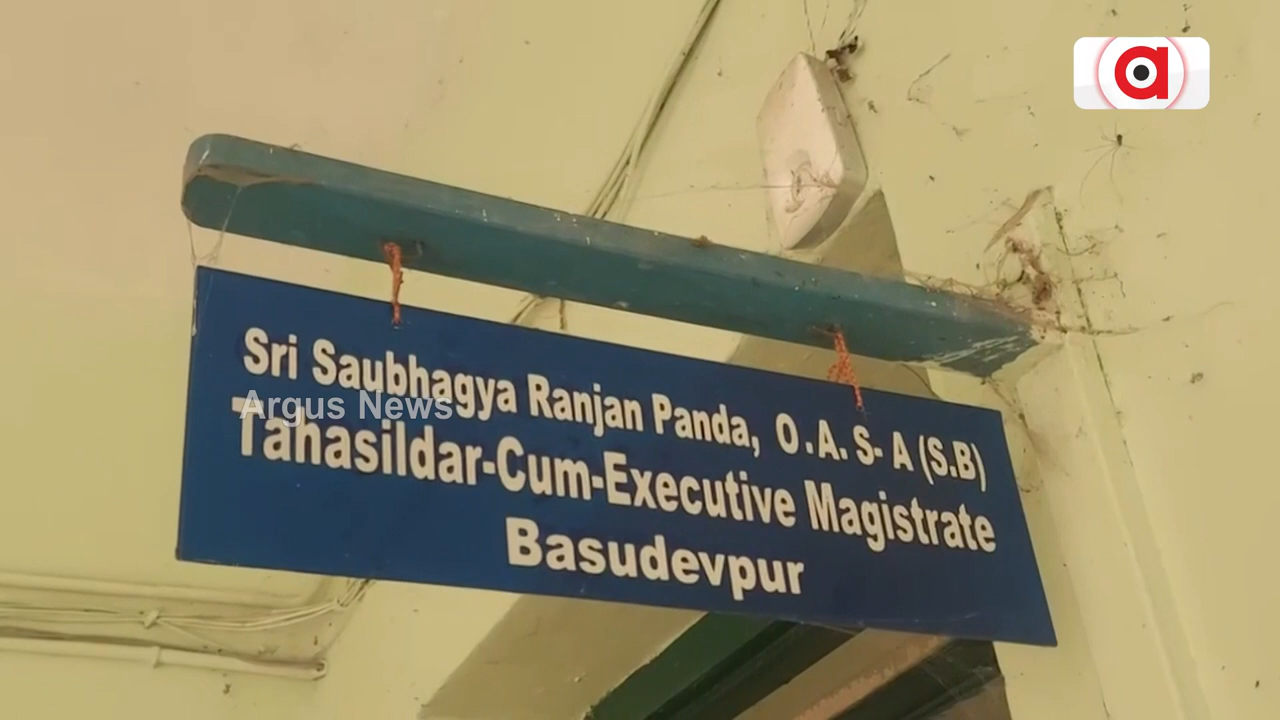 Sri Saubhagya Ranjan Panda, O.A.S-A (S.B)
Argus News
Tahasildar-Cum-Executive Magistrate
Basudevpur